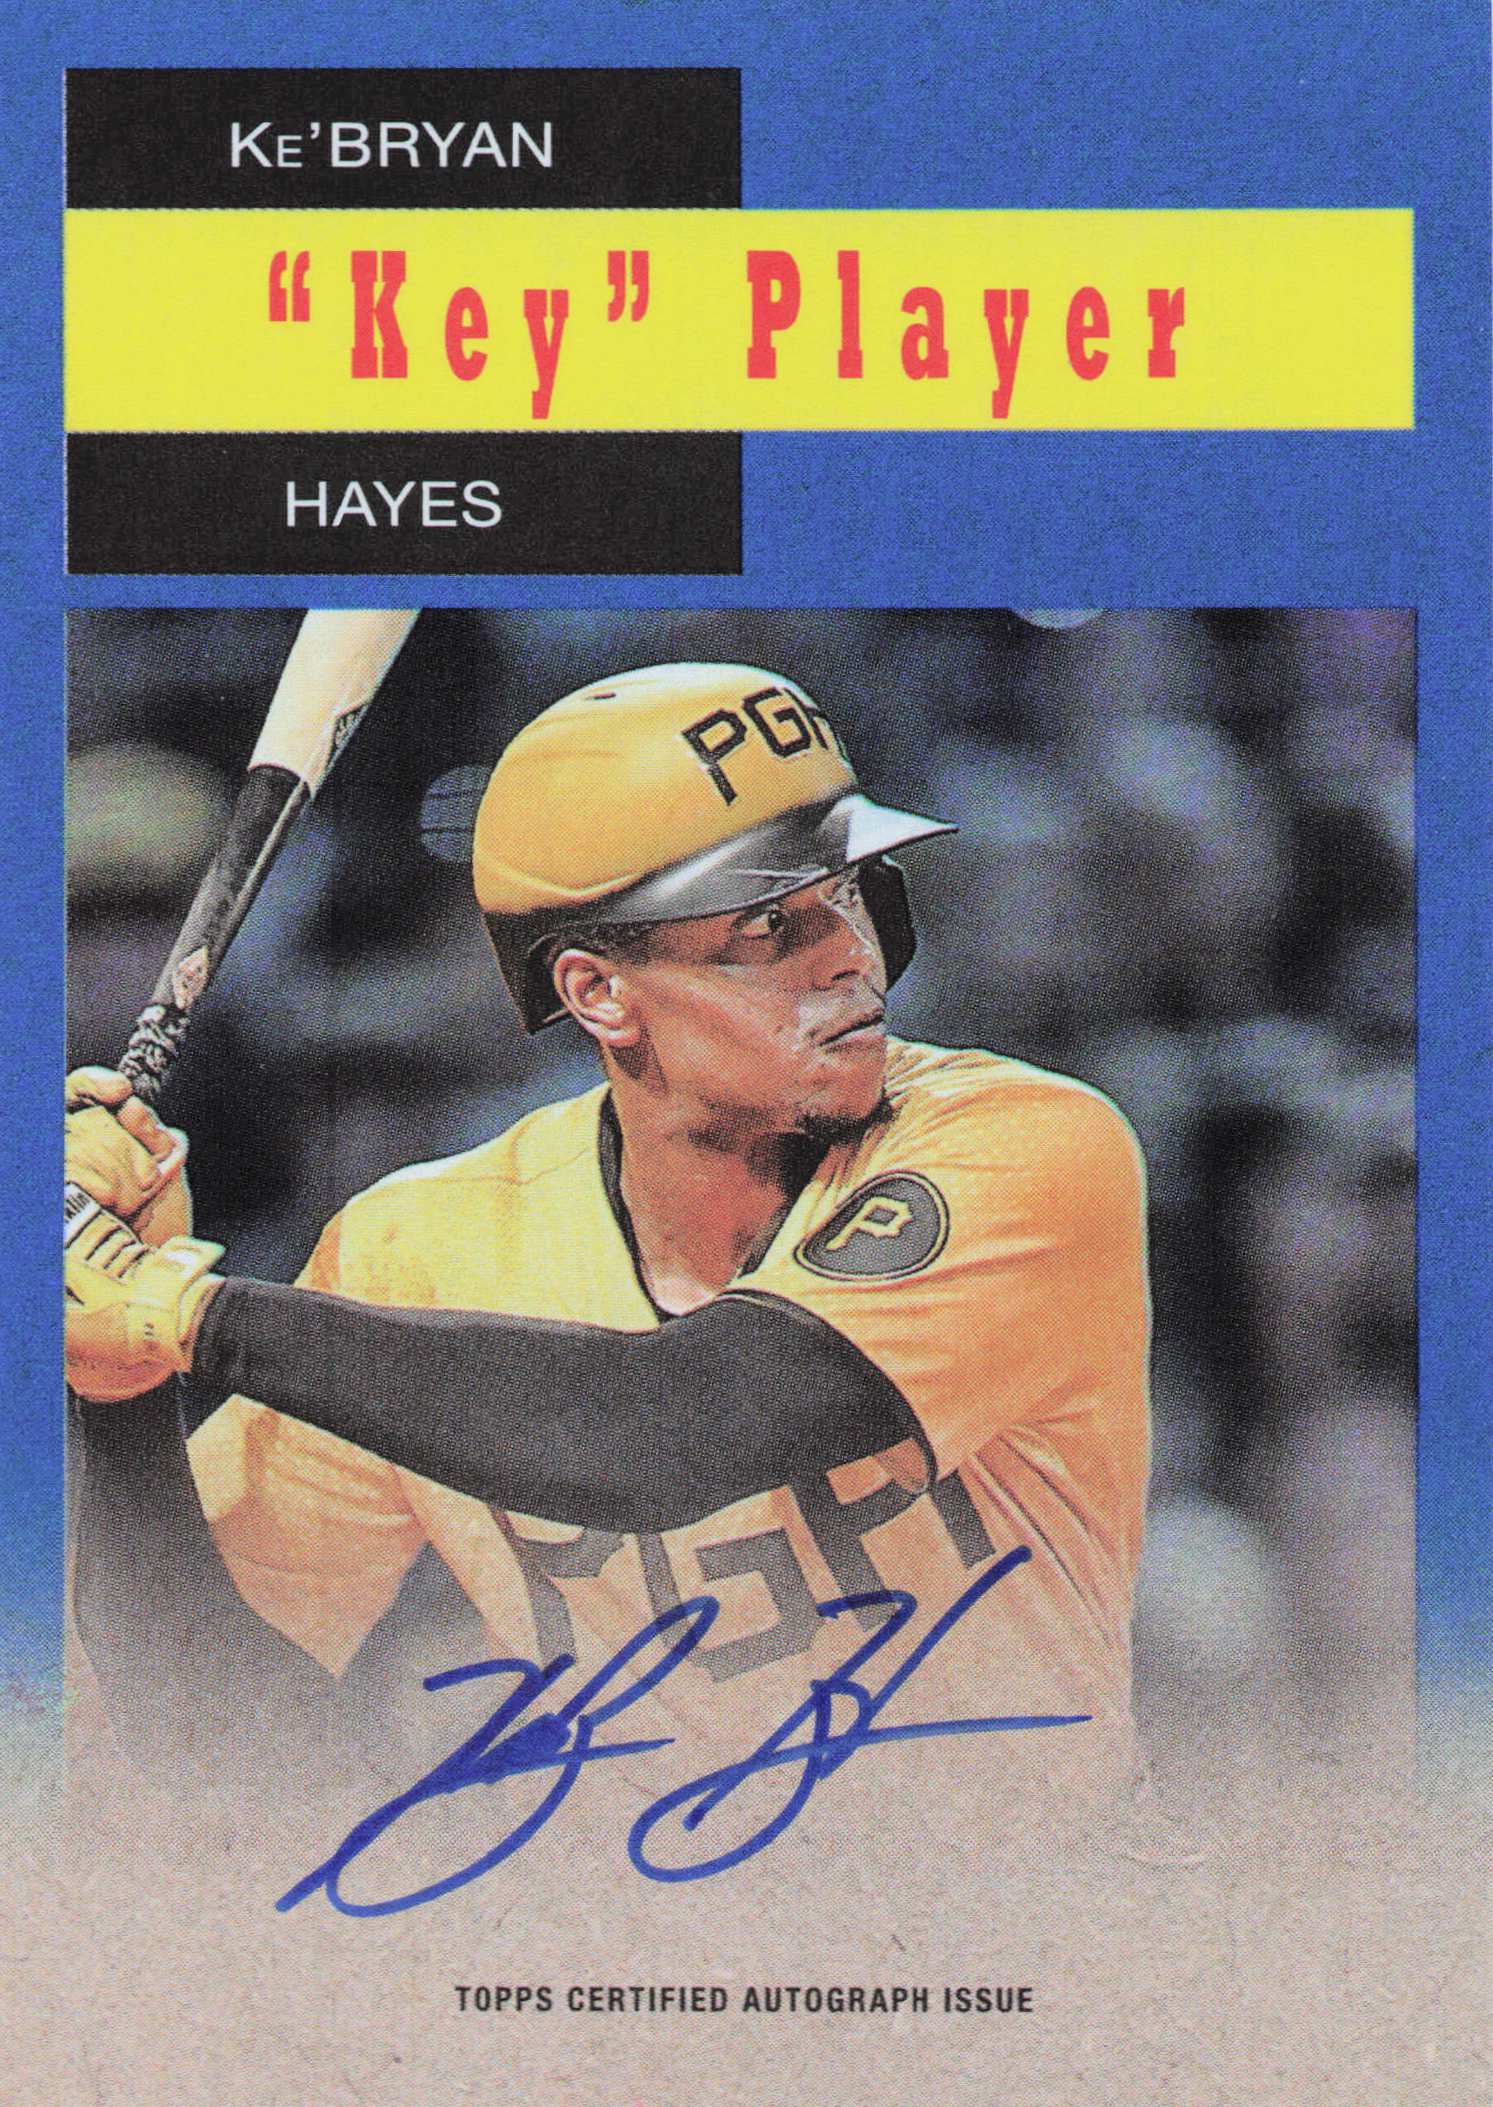 Ke'BRYAN
“Key” Player
HAYES
PGH
P
PGH
TOPPS CERTIFIED AUTOGRAPH ISSUE